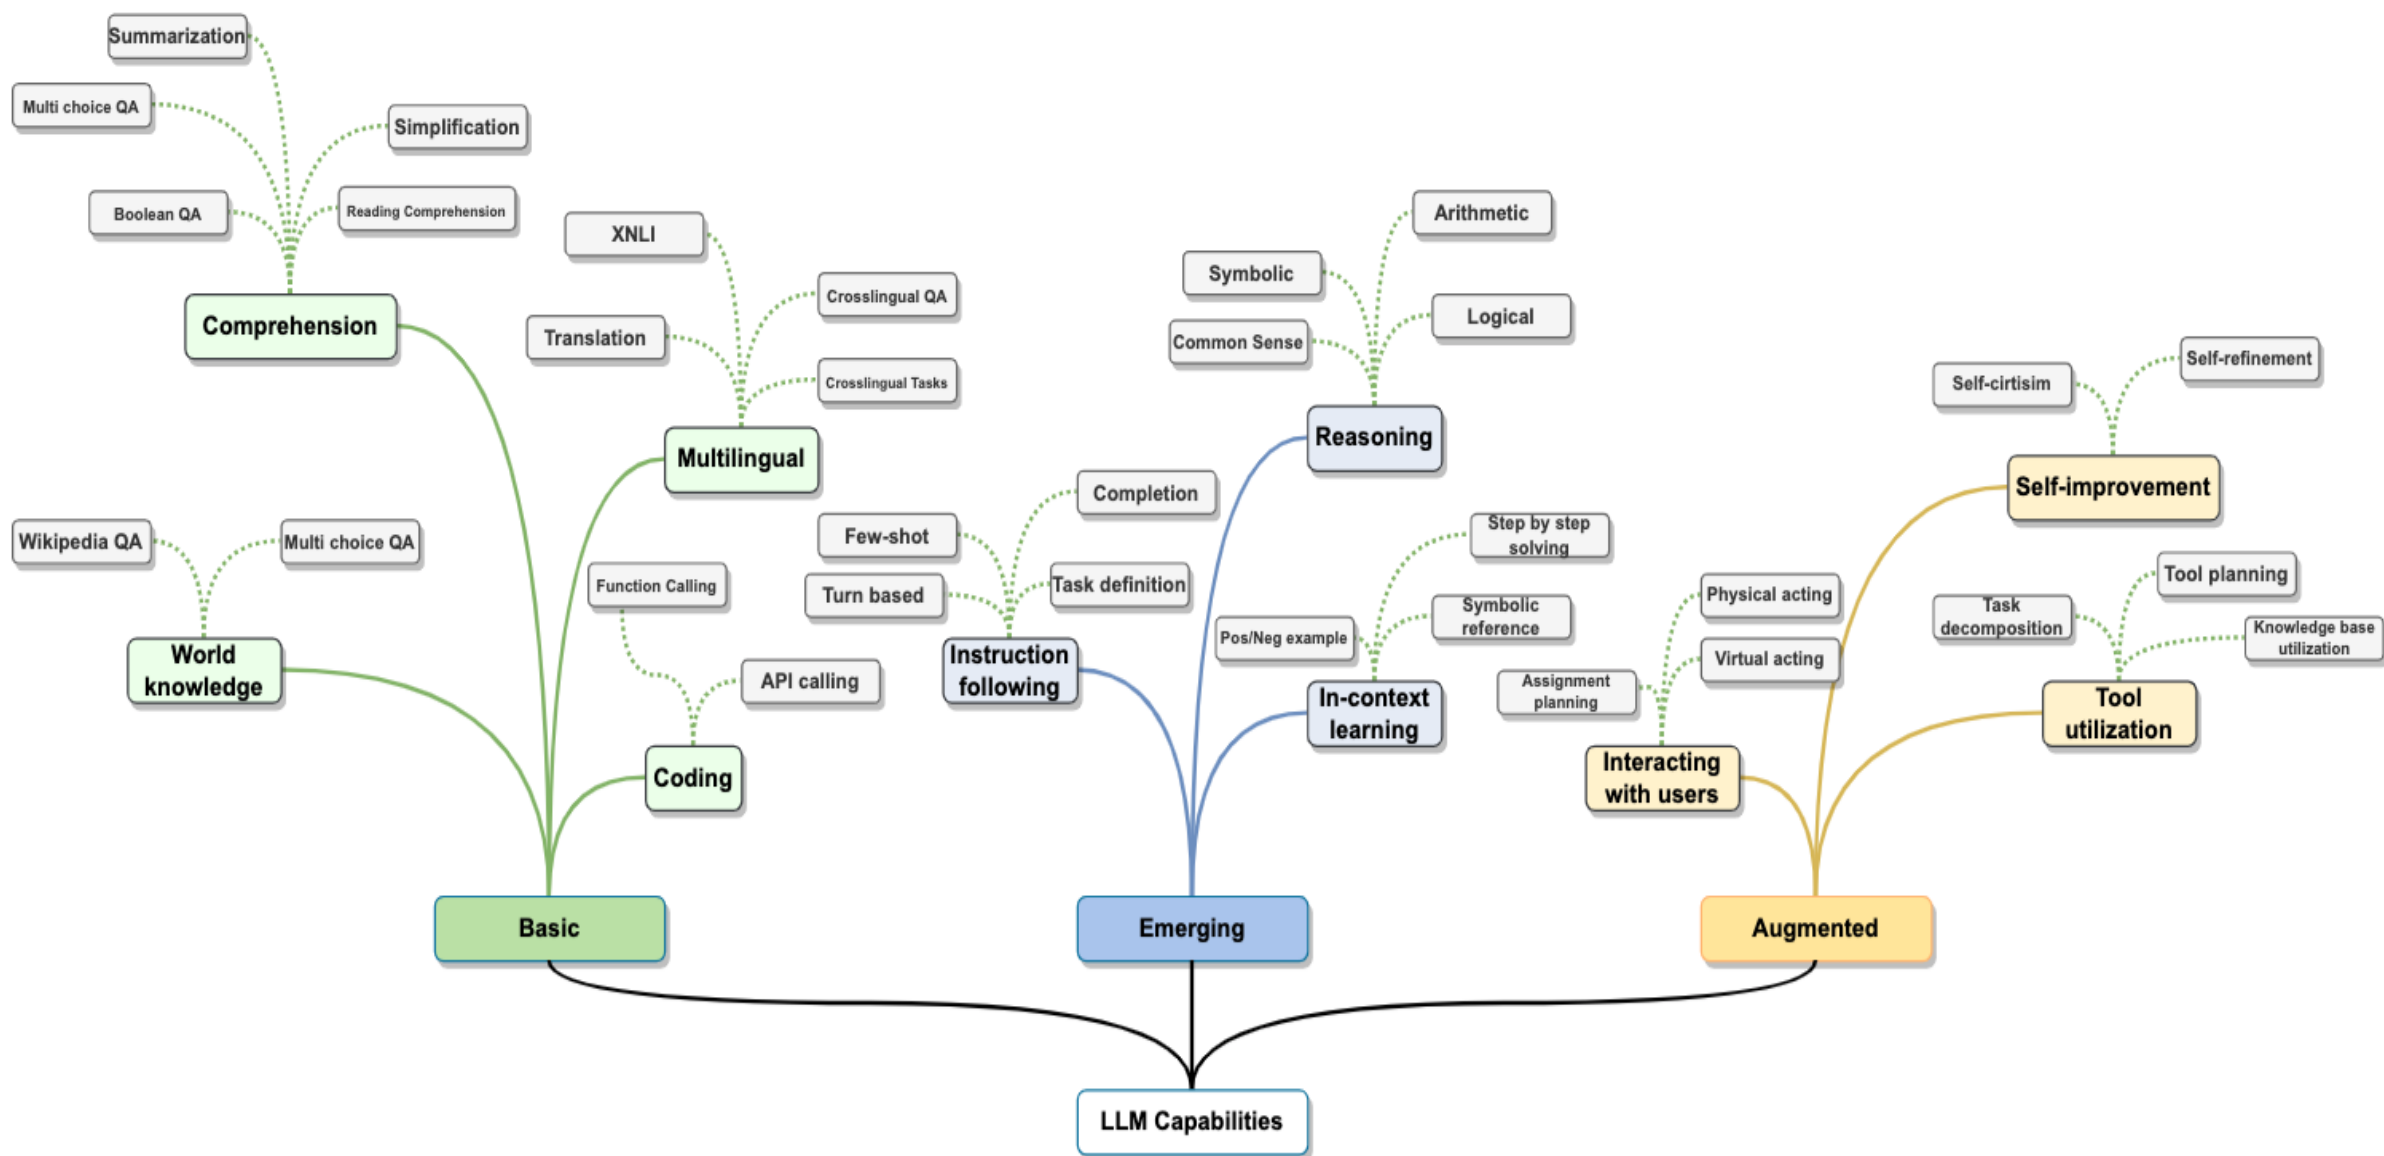 Summarization
Multi choice QA
Simplification
Boolean QA
Reading Comprehension
Comprehension
XNLI
Crosslingual QA
Translation
Crosslingual Tasks
Multilingual
Wikipedia QA
Multi choice QA
World
knowledge
Function Calling
API calling
Coding
Basic
Arithmetic
Symbolic
Logical
Common Sense
Reasoning
Completion
Few-shot
Turn based
Task definition
Instruction
following
Step by step
solving
Symbolic
reference
Pos/Neg example
In-context
learning
Emerging
Self-refinement
Self-cirtisim
Self-improvement
Physical acting
Virtual acting
Assignment
planning
Interacting
with users
Tool planning
Task
decomposition
Knowledge base
utilization
Tool
utilization
Augmented
LLM Capabilities